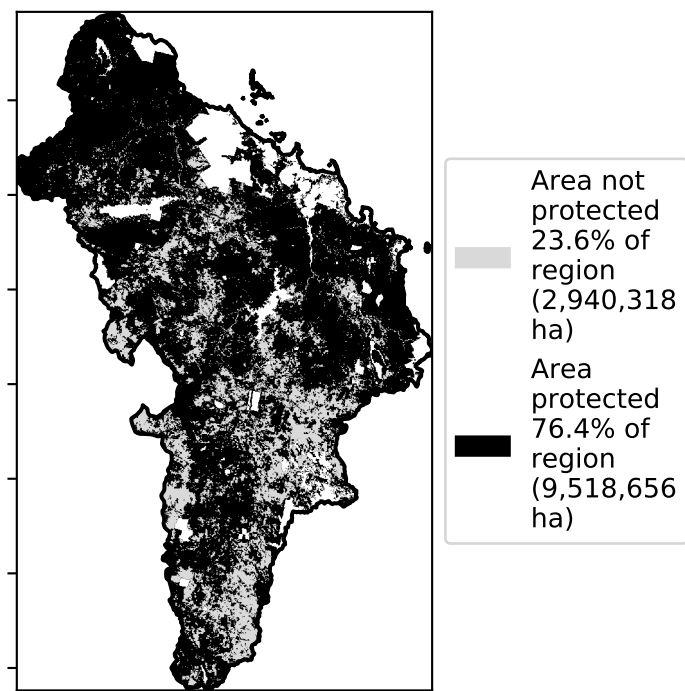 Area not
protected
23.6% of
region
(2,940,318
ha)
Area
protected
76.4% of
region
(9,518,656
ha)